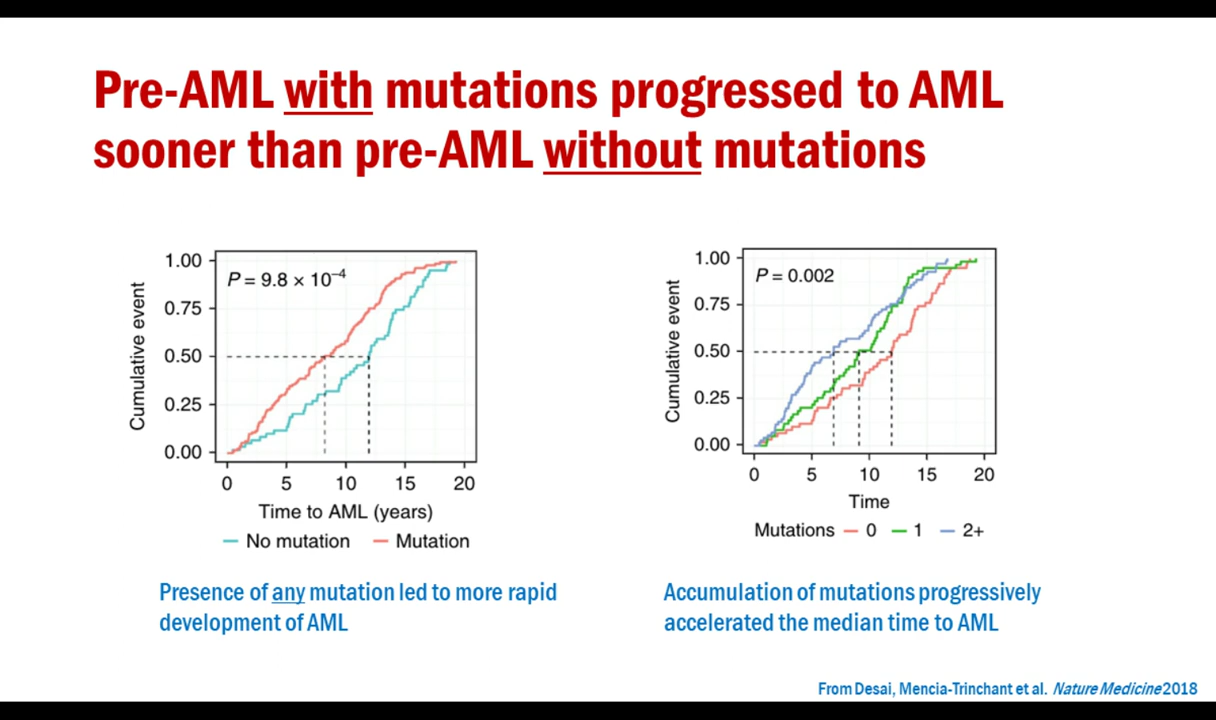 Pre-AML with mutations progressed to AML
sooner than pre-AML without mutations
1.00
0.75
0.50
0.25
0.00
Cumulative event
P = 9.8 × 10⁻⁴
0 5 10 15 20
Time to AML (years)
No mutation Mutation
Presence of any mutation led to more rapid
development of AML
1.00
0.75
0.50
0.25
0.00
Cumulative event
P = 0.002
0 5 10 15 20
Time
Mutations 0 1 2+
Accumulation of mutations progressively
accelerated the median time to AML
From Desai, Mencia-Trinchant et al. Nature Medicine 2018